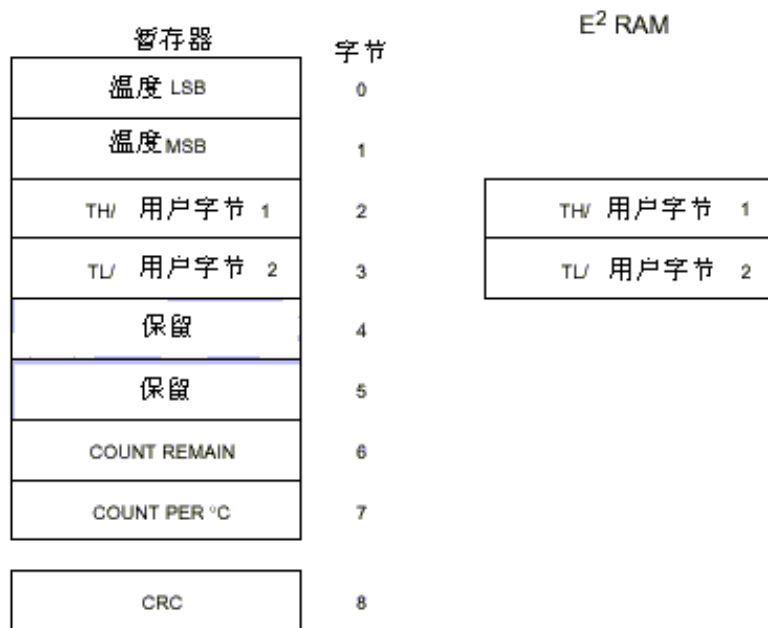 E² RAM
暂存器 字节
温度 LSB 0
温度 MSB 1
TH/ 用户字节 1 2 TH/ 用户字节 1
TL/ 用户字节 2 3 TL/ 用户字节 2
保留 4
保留 5
COUNT REMAIN 6
COUNT PER °C 7
CRC 8